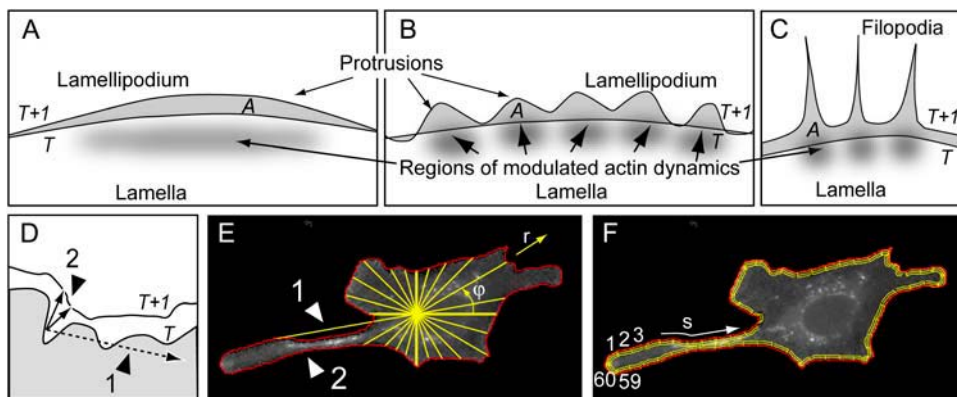 A
Lamellipodium
T+1
A
T
Lamella
B
Protrusions
Lamellipodium
A
T
Regions of modulated actin dynamics
Lamella
C
Filopodia
T+1
A
T
Lamella
D
2
T+1
T
1
E
r
φ
1
2
F
s
1 2 3
60 59